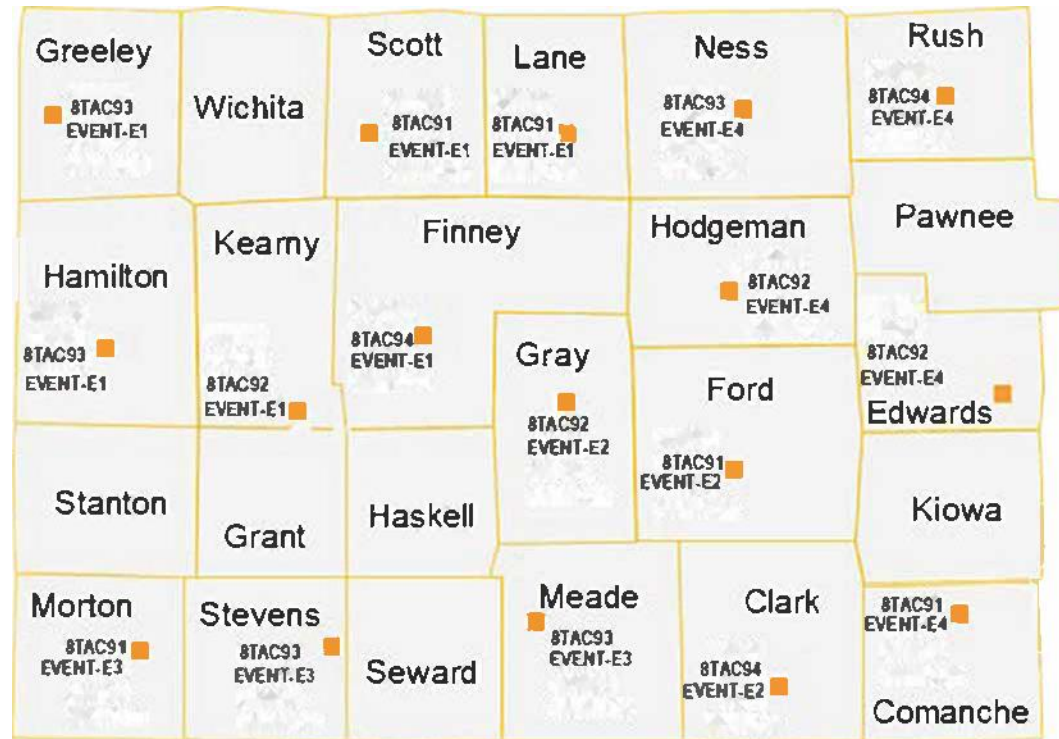 Greeley
8TAC93
EVENT-E1
Wichita
Scott
8TAC91
EVENT-E1
Lane
8TAC91
EVENT-E1
Ness
8TAC93
EVENT-E4
Rush
8TAC94
EVENT-E4
Hamilton
8TAC93
EVENT-E1
Kearny
8TAC92
EVENT-E1
Finney
8TAC94
EVENT-E1
Hodgeman
8TAC92
EVENT-E4
Pawnee
Gray
8TAC92
EVENT-E2
Ford
8TAC91
EVENT-E2
8TAC92
EVENT-E4
Edwards
Stanton
Grant
Haskell
Kiowa
Morton
8TAC91
EVENT-E3
Stevens
8TAC93
EVENT-E3
Seward
Meade
8TAC93
EVENT-E3
Clark
8TAC94
EVENT-E2
8TAC91
EVENT-E4
Comanche